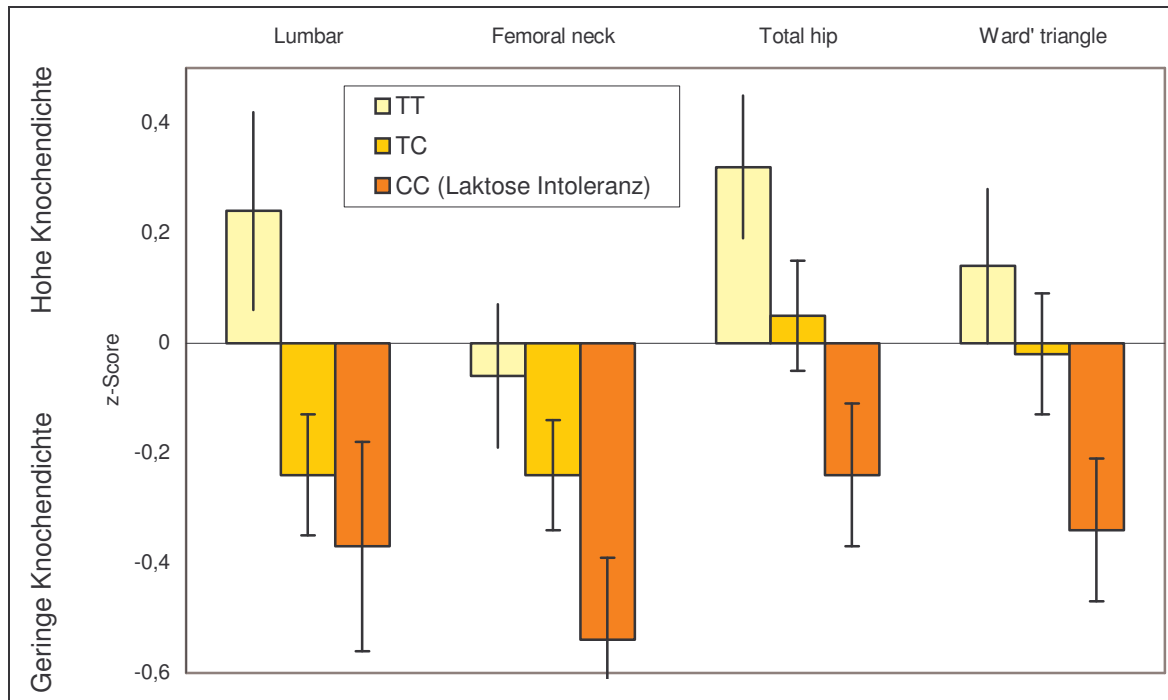 Lumbar
Femoral neck
Total hip
Ward' triangle
Hohe Knochendichte
Geringe Knochendichte
z-Score
0,4
0,2
0
-0,2
-0,4
-0,6
TT
TC
CC (Laktose Intoleranz)